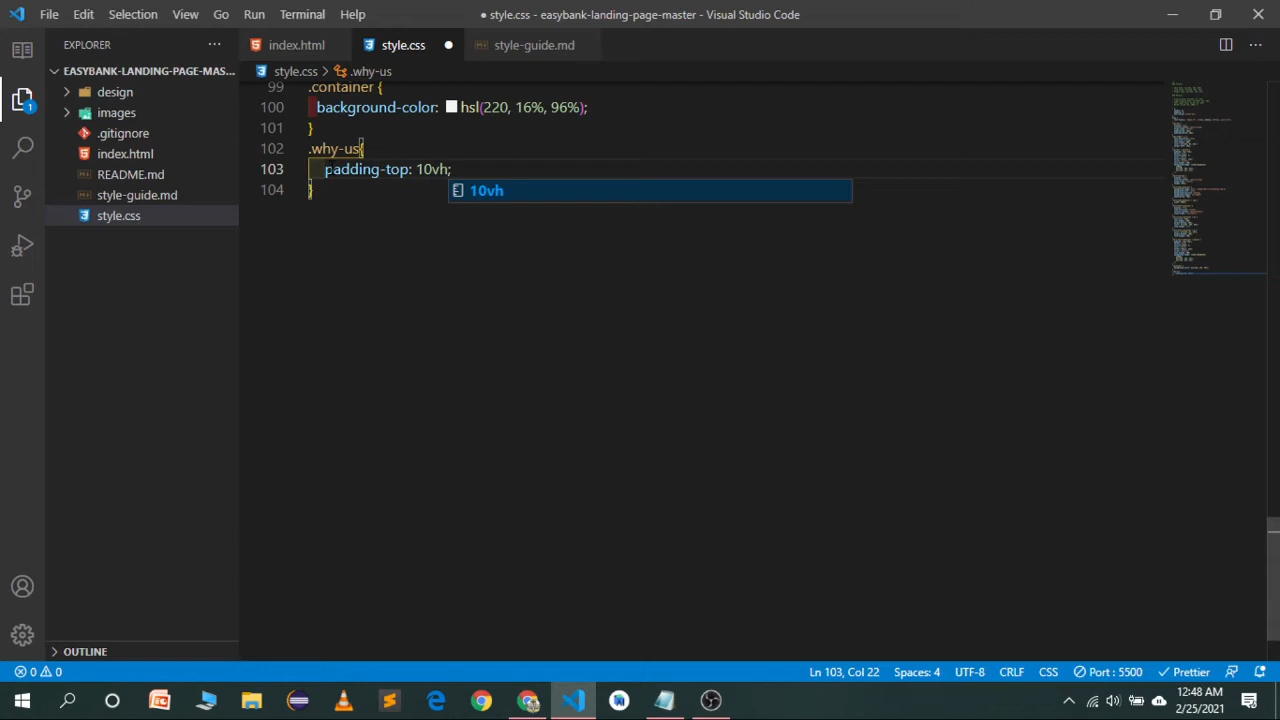 File Edit Selection View Go Run Terminal Help
● style.css - easybank-landing-page-master - Visual Studio Code
EXPLORER ···
index.html style.css style-guide.md
style.css > .why-us
EASYBANK-LANDING-PAGE-MAS...
design
images
.gitignore
index.html
README.md
style-guide.md
style.css
99 .container {
100 background-color: hsl(220, 16%, 96%);
101 }
102 .why-us{
103 padding-top: 10vh;
104 }
10vh
1
OUTLINE
0 0 Ln 103, Col 22 Spaces: 4 UTF-8 CRLF CSS Port : 5500 Prettier
12:48 AM
2/25/2021